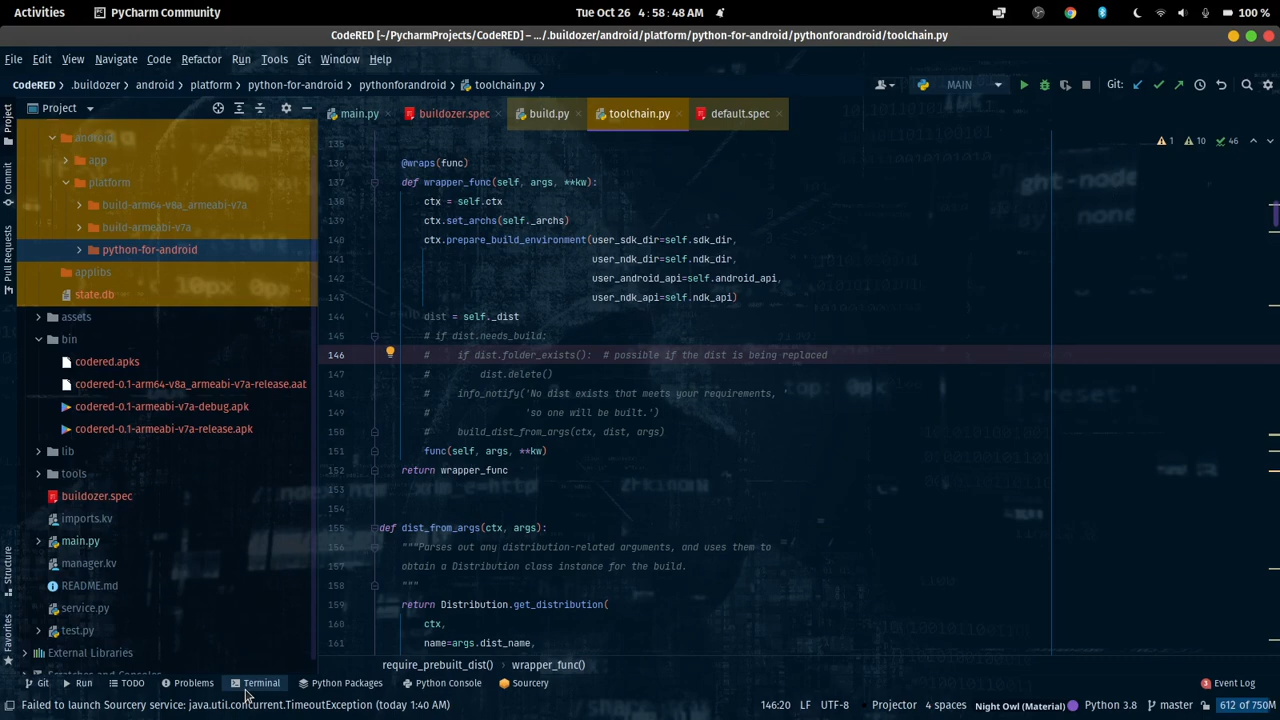 Activities PyCharm Community Tue Oct 26 4:58:48 AM 100 %
CodeRED [~/PycharmProjects/CodeRED] – .../.buildozer/android/platform/python-for-android/pythonforandroid/toolchain.py
File Edit View Navigate Code Refactor Run Tools Git Window Help
CodeRED .buildozer android platform python-for-android pythonforandroid toolchain.py MAIN Git:
Project main.py buildozer.spec build.py toolchain.py default.spec
Project
Commit
Pull Requests
Structure
Favorites
android
app
platform
build-arm64-v8a_armeabi-v7a
build-armeabi-v7a
python-for-android
applibs
state.db
assets
bin
codered.apks
codered-0.1-arm64-v8a_armeabi-v7a-release.aab
codered-0.1-armeabi-v7a-debug.apk
codered-0.1-armeabi-v7a-release.apk
lib
tools
buildozer.spec
imports.kv
main.py
manager.kv
README.md
service.py
test.py
External Libraries
Scratches and Consoles
1 10 46
135
136 @wraps(func)
137 def wrapper_func(self, args, **kw):
138 ctx = self.ctx
139 ctx.set_archs(self._archs)
140 ctx.prepare_build_environment(user_sdk_dir=self.sdk_dir,
141 user_ndk_dir=self.ndk_dir,
142 user_android_api=self.android_api,
143 user_ndk_api=self.ndk_api)
144 dist = self._dist
145 # if dist.needs_build:
146 # if dist.folder_exists(): # possible if the dist is being replaced
147 # dist.delete()
148 # info_notify('No dist exists that meets your requirements, '
149 # 'so one will be built.')
150 # build_dist_from_args(ctx, dist, args)
151 func(self, args, **kw)
152 return wrapper_func
153
154
155 def dist_from_args(ctx, args):
156 """Parses out any distribution-related arguments, and uses them to
157 obtain a Distribution class instance for the build.
158 """
159 return Distribution.get_distribution(
160 ctx,
161 name=args.dist_name,
require_prebuilt_dist() wrapper_func()
Git Run TODO Problems Terminal Python Packages Python Console Sourcery 1 Event Log
Failed to launch Sourcery service: java.util.concurrent.TimeoutException (today 1:40 AM) 146:20 LF UTF-8 Projector 4 spaces Night Owl (Material) Python 3.8 master 612 of 750M